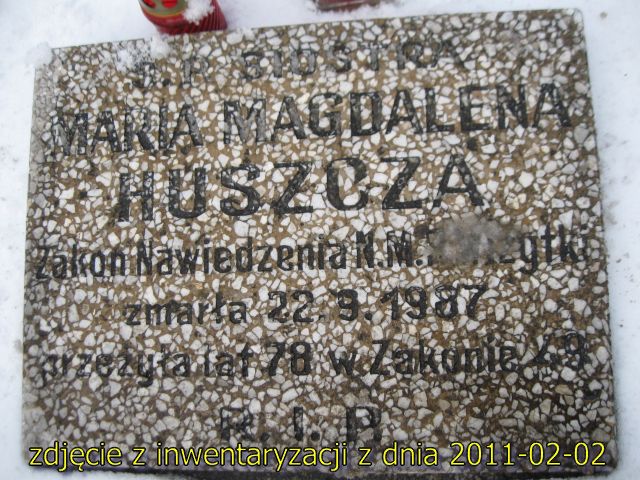 Ś.P. SIOSTRA
MARIA MAGDALENA
HUSZCZA
Zakon Nawiedzenia N.M.
zmarła 22.9.1987
przeżyła lat 78 w Zakonie 49
R.I.P.
zdjęcie z inwentaryzacji z dnia 2011-02-02